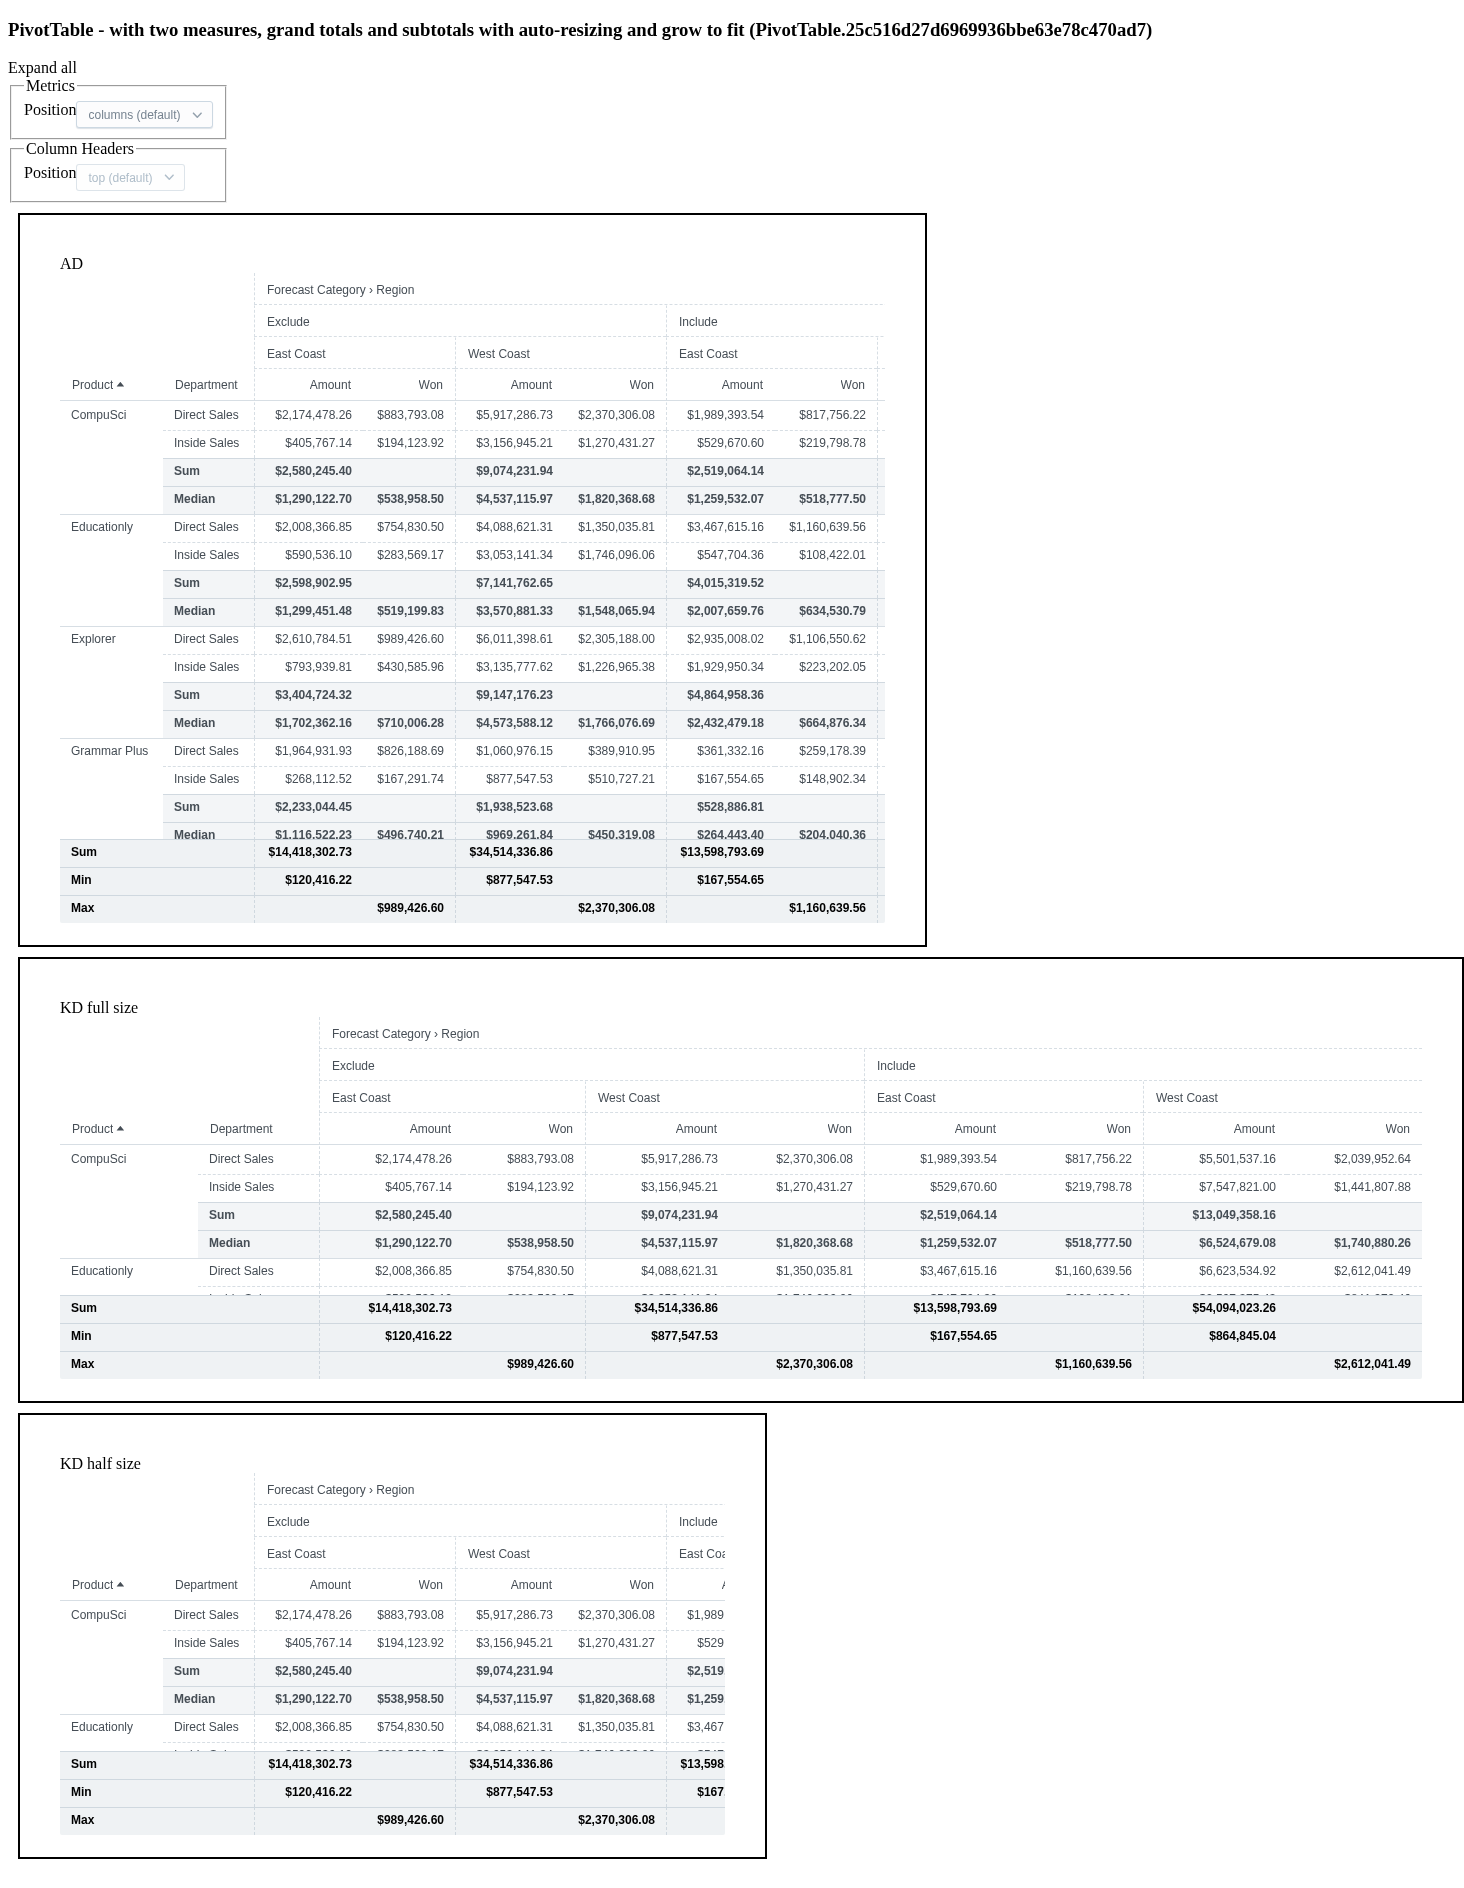 PivotTable - with two measures, grand totals and subtotals with auto-resizing and grow to fit (PivotTable.25c516d27d6969936bbe63e78c470ad7)
Expand all
Metrics
Position columns (default)
Column Headers
Position top (default)
AD
Forecast Category › Region
Exclude Include
East Coast West Coast East Coast
Product Department Amount Won Amount Won Amount Won
CompuSci Direct Sales $2,174,478.26 $883,793.08 $5,917,286.73 $2,370,306.08 $1,989,393.54 $817,756.22
Inside Sales $405,767.14 $194,123.92 $3,156,945.21 $1,270,431.27 $529,670.60 $219,798.78
Sum $2,580,245.40 $9,074,231.94 $2,519,064.14
Median $1,290,122.70 $538,958.50 $4,537,115.97 $1,820,368.68 $1,259,532.07 $518,777.50
Educationly Direct Sales $2,008,366.85 $754,830.50 $4,088,621.31 $1,350,035.81 $3,467,615.16 $1,160,639.56
Inside Sales $590,536.10 $283,569.17 $3,053,141.34 $1,746,096.06 $547,704.36 $108,422.01
Sum $2,598,902.95 $7,141,762.65 $4,015,319.52
Median $1,299,451.48 $519,199.83 $3,570,881.33 $1,548,065.94 $2,007,659.76 $634,530.79
Explorer Direct Sales $2,610,784.51 $989,426.60 $6,011,398.61 $2,305,188.00 $2,935,008.02 $1,106,550.62
Inside Sales $793,939.81 $430,585.96 $3,135,777.62 $1,226,965.38 $1,929,950.34 $223,202.05
Sum $3,404,724.32 $9,147,176.23 $4,864,958.36
Median $1,702,362.16 $710,006.28 $4,573,588.12 $1,766,076.69 $2,432,479.18 $664,876.34
Grammar Plus Direct Sales $1,964,931.93 $826,188.69 $1,060,976.15 $389,910.95 $361,332.16 $259,178.39
Inside Sales $268,112.52 $167,291.74 $877,547.53 $510,727.21 $167,554.65 $148,902.34
Sum $2,233,044.45 $1,938,523.68 $528,886.81
Median $1,116,522.23 $496,740.21 $969,261.84 $450,319.08 $264,443.40 $204,040.36
Sum $14,418,302.73 $34,514,336.86 $13,598,793.69
Min $120,416.22 $877,547.53 $167,554.65
Max $989,426.60 $2,370,306.08 $1,160,639.56
KD full size
Forecast Category › Region
Exclude Include
East Coast West Coast East Coast West Coast
Product Department Amount Won Amount Won Amount Won Amount Won
CompuSci Direct Sales $2,174,478.26 $883,793.08 $5,917,286.73 $2,370,306.08 $1,989,393.54 $817,756.22 $5,501,537.16 $2,039,952.64
Inside Sales $405,767.14 $194,123.92 $3,156,945.21 $1,270,431.27 $529,670.60 $219,798.78 $7,547,821.00 $1,441,807.88
Sum $2,580,245.40 $9,074,231.94 $2,519,064.14 $13,049,358.16
Median $1,290,122.70 $538,958.50 $4,537,115.97 $1,820,368.68 $1,259,532.07 $518,777.50 $6,524,679.08 $1,740,880.26
Educationly Direct Sales $2,008,366.85 $754,830.50 $4,088,621.31 $1,350,035.81 $3,467,615.16 $1,160,639.56 $6,623,534.92 $2,612,041.49
Sum $14,418,302.73 $34,514,336.86 $13,598,793.69 $54,094,023.26
Min $120,416.22 $877,547.53 $167,554.65 $864,845.04
Max $989,426.60 $2,370,306.08 $1,160,639.56 $2,612,041.49
KD half size
Forecast Category › Region
Exclude Include
East Coast West Coast East Coa
Product Department Amount Won Amount Won
CompuSci Direct Sales $2,174,478.26 $883,793.08 $5,917,286.73 $2,370,306.08 $1,989
Inside Sales $405,767.14 $194,123.92 $3,156,945.21 $1,270,431.27 $529
Sum $2,580,245.40 $9,074,231.94 $2,519
Median $1,290,122.70 $538,958.50 $4,537,115.97 $1,820,368.68 $1,259
Educationly Direct Sales $2,008,366.85 $754,830.50 $4,088,621.31 $1,350,035.81 $3,467
Sum $14,418,302.73 $34,514,336.86 $13,598
Min $120,416.22 $877,547.53 $167
Max $989,426.60 $2,370,306.08